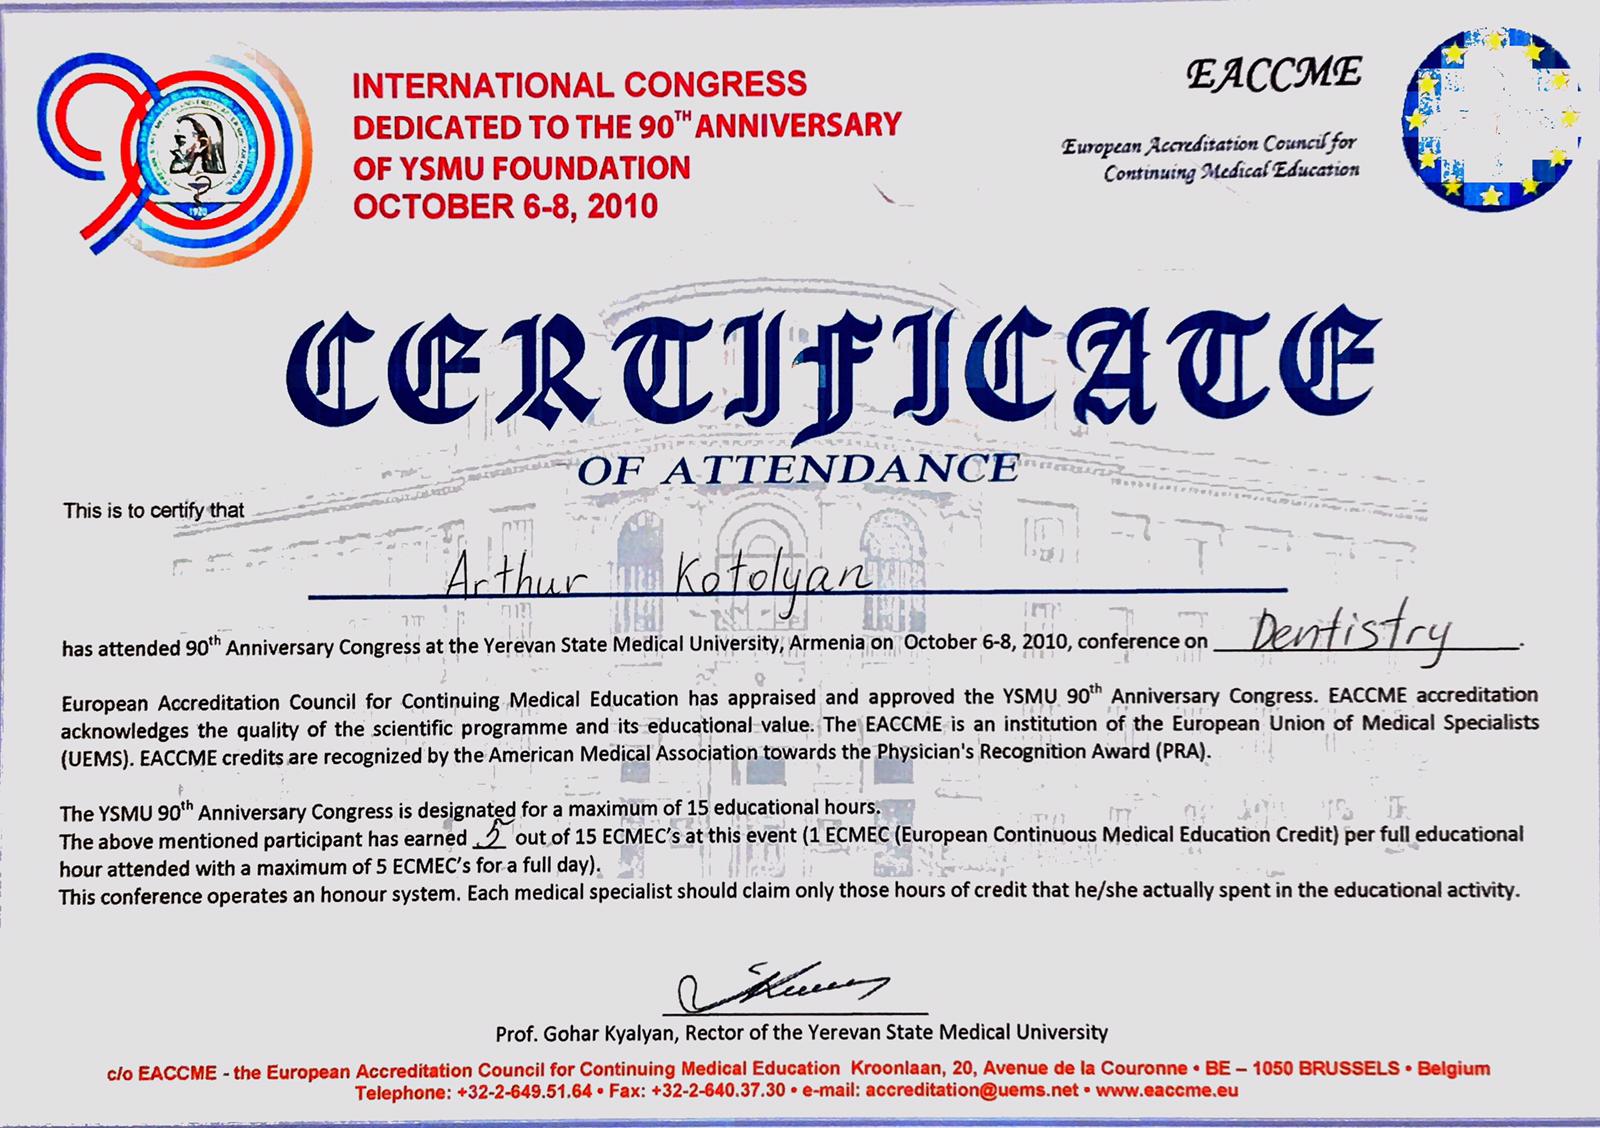 INTERNATIONAL CONGRESS
DEDICATED TO THE 90TH ANNIVERSARY
OF YSMU FOUNDATION
OCTOBER 6-8, 2010
EACCME
European Accreditation Council for
Continuing Medical Education
1920
CERTIFICATE
OF ATTENDANCE
This is to certify that
Arthur Kotolyan
has attended 90th Anniversary Congress at the Yerevan State Medical University, Armenia on October 6-8, 2010, conference on Dentistry.
European Accreditation Council for Continuing Medical Education has appraised and approved the YSMU 90th Anniversary Congress. EACCME accreditation
acknowledges the quality of the scientific programme and its educational value. The EACCME is an institution of the European Union of Medical Specialists
(UEMS). EACCME credits are recognized by the American Medical Association towards the Physician's Recognition Award (PRA).
The YSMU 90th Anniversary Congress is designated for a maximum of 15 educational hours.
The above mentioned participant has earned 5 out of 15 ECMEC's at this event (1 ECMEC (European Continuous Medical Education Credit) per full educational
hour attended with a maximum of 5 ECMEC's for a full day).
This conference operates an honour system. Each medical specialist should claim only those hours of credit that he/she actually spent in the educational activity.
Prof. Gohar Kyalyan, Rector of the Yerevan State Medical University
c/o EACCME - the European Accreditation Council for Continuing Medical Education Kroonlaan, 20, Avenue de la Couronne • BE – 1050 BRUSSELS • Belgium
Telephone: +32-2-649.51.64 • Fax: +32-2-640.37.30 • e-mail: accreditation@uems.net • www.eaccme.eu